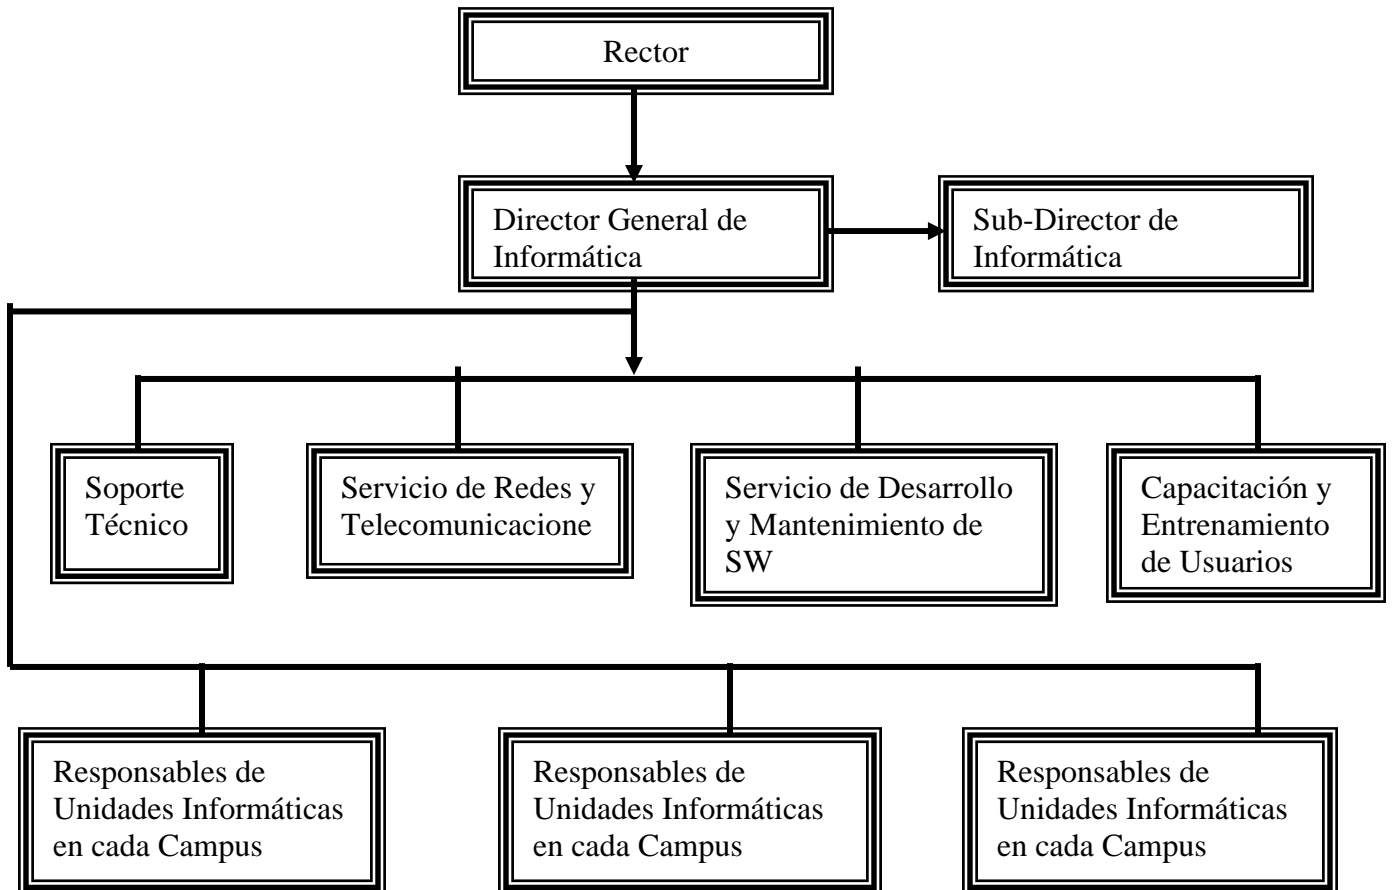 Rector
Director General de
Informática
Sub-Director de
Informática
Soporte
Técnico
Servicio de Redes y
Telecomunicacione
Servicio de Desarrollo
y Mantenimiento de
SW
Capacitación y
Entrenamiento
de Usuarios
Responsables de
Unidades Informáticas
en cada Campus
Responsables de
Unidades Informáticas
en cada Campus
Responsables de
Unidades Informáticas
en cada Campus